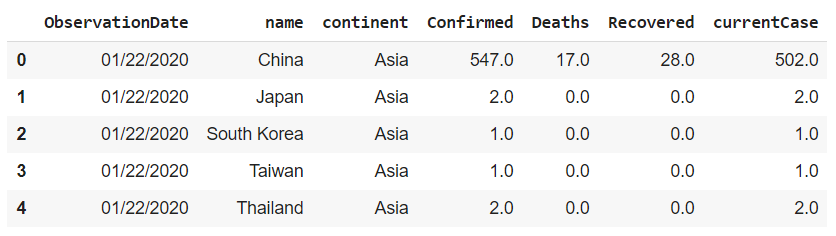 ObservationDate name continent Confirmed Deaths Recovered currentCase
0 01/22/2020 China Asia 547.0 17.0 28.0 502.0
1 01/22/2020 Japan Asia 2.0 0.0 0.0 2.0
2 01/22/2020 South Korea Asia 1.0 0.0 0.0 1.0
3 01/22/2020 Taiwan Asia 1.0 0.0 0.0 1.0
4 01/22/2020 Thailand Asia 2.0 0.0 0.0 2.0